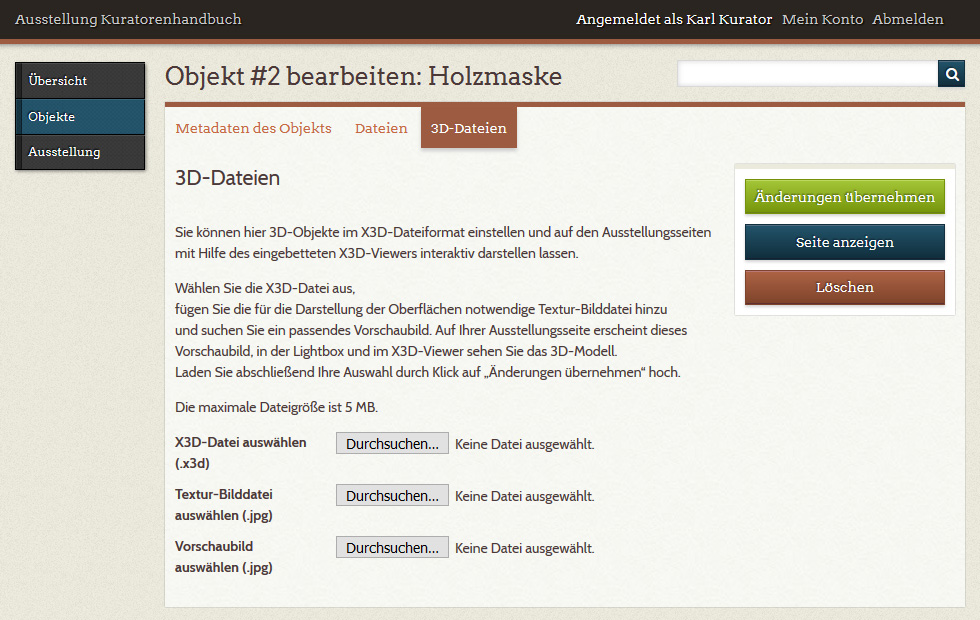 Ausstellung Kuratorenhandbuch
Angemeldet als Karl Kurator Mein Konto Abmelden
Übersicht
Objekte
Ausstellung
Objekt #2 bearbeiten: Holzmaske
Metadaten des Objekts Dateien 3D-Dateien
3D-Dateien
Sie können hier 3D-Objekte im X3D-Dateiformat einstellen und auf den Ausstellungsseiten
mit Hilfe des eingebetteten X3D-Viewers interaktiv darstellen lassen.
Wählen Sie die X3D-Datei aus,
fügen Sie die für die Darstellung der Oberflächen notwendige Textur-Bilddatei hinzu
und suchen Sie ein passendes Vorschaubild. Auf Ihrer Ausstellungsseite erscheint dieses
Vorschaubild, in der Lightbox und im X3D-Viewer sehen Sie das 3D-Modell.
Laden Sie abschließend Ihre Auswahl durch Klick auf „Änderungen übernehmen“ hoch.
Die maximale Dateigröße ist 5 MB.
X3D-Datei auswählen
(.x3d)
Durchsuchen... Keine Datei ausgewählt.
Textur-Bilddatei
auswählen (.jpg)
Durchsuchen... Keine Datei ausgewählt.
Vorschaubild
auswählen (.jpg)
Durchsuchen... Keine Datei ausgewählt.
Änderungen übernehmen
Seite anzeigen
Löschen